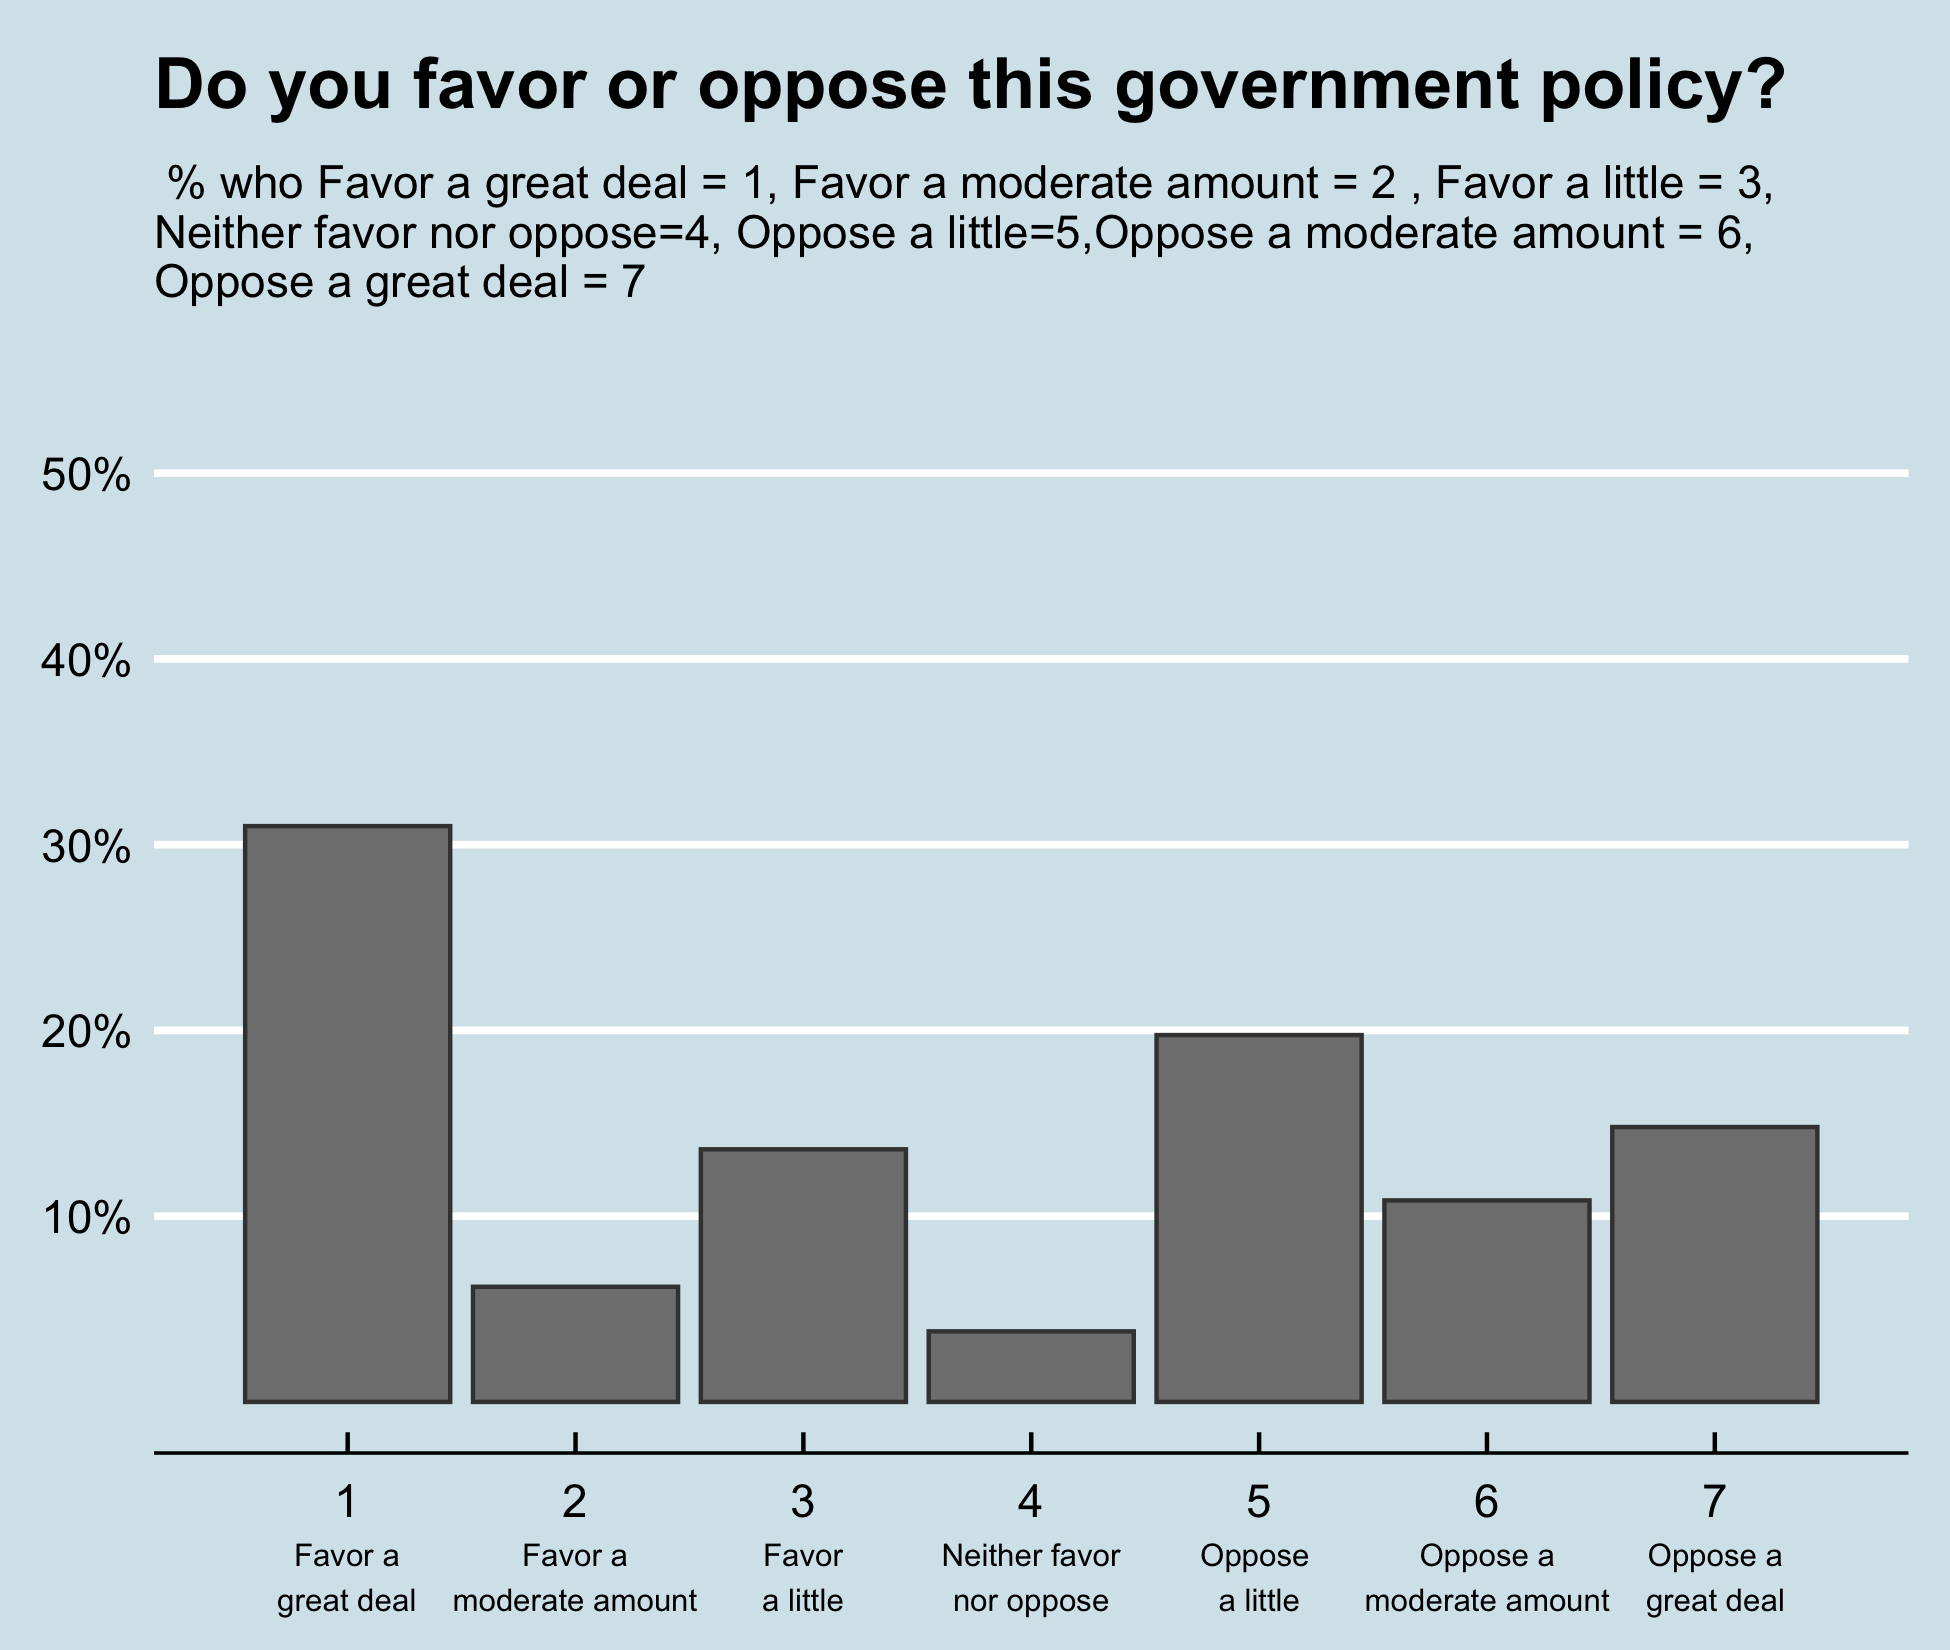 Do you favor or oppose this government policy?
% who Favor a great deal = 1, Favor a moderate amount = 2 , Favor a little = 3,
Neither favor nor oppose=4, Oppose a little=5,Oppose a moderate amount = 6,
Oppose a great deal = 7
50%
40%
30%
20%
10%
1 2 3 4 5 6 7
Favor a Favor a Favor Neither favor Oppose Oppose a Oppose a
great deal moderate amount a little nor oppose a little moderate amount great deal